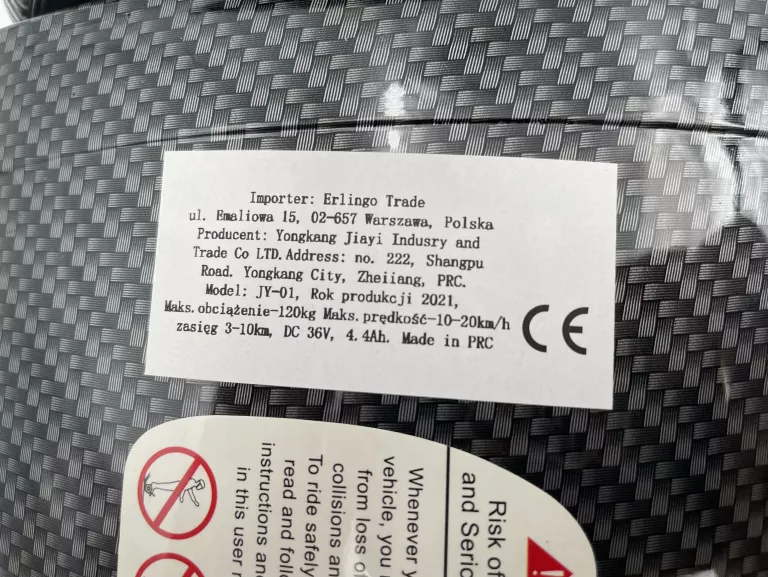 Importer: Erlingo Trade
ul. Emaliowa 15, 02-657 Warszawa, Polska
Producent: Yongkang Jiayi Indusry and
Trade Co LTD. Address: no. 222, Shangpu
Road. Yongkang City, Zheiiang, PRC.
Model: JY-01, Rok produkcji 2021,
Maks. obciążenie-120kg Maks. prędkość-10-20km/h
zasięg 3-10km, DC 36V, 4.4Ah. Made in PRC
CE
Risk of
and Serio
Whenever y
vehicle, you
from loss of
collisions an
To ride safely
read and follo
instructions and
in this user